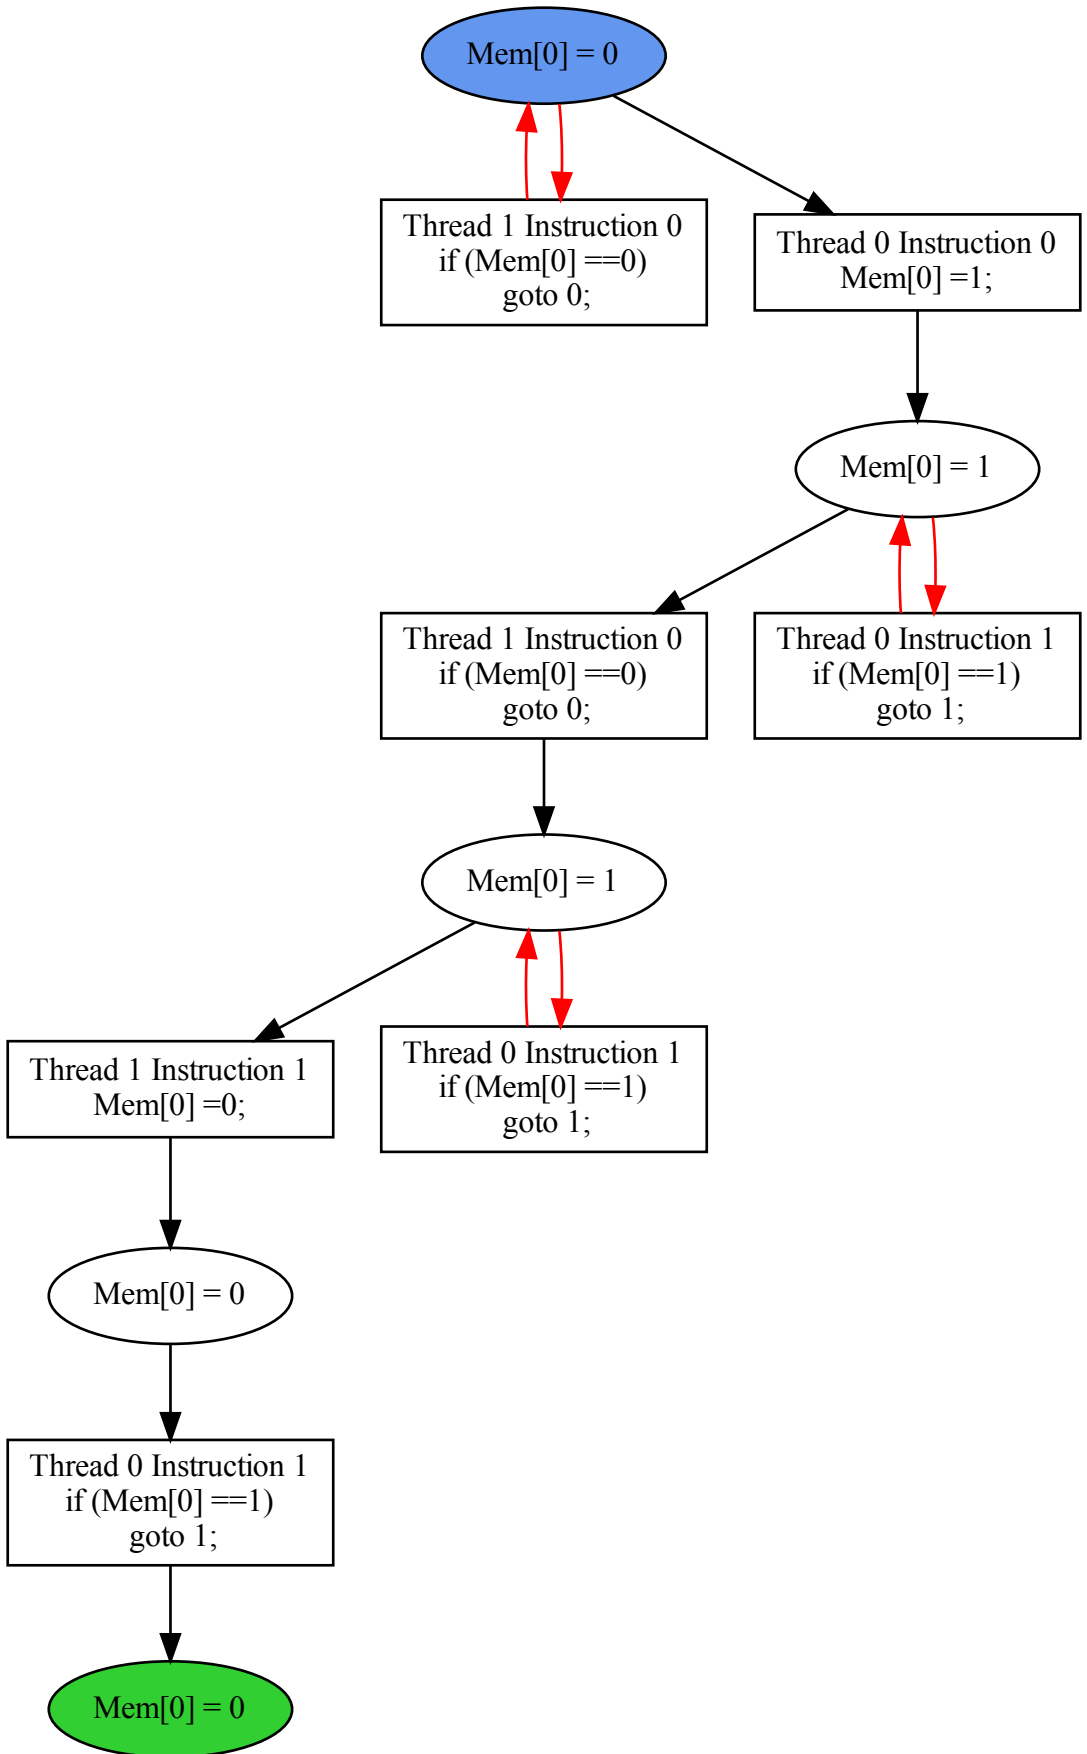 Mem[0] = 0
Thread 1 Instruction 0
if (Mem[0] ==0)
goto 0;
Thread 0 Instruction 0
Mem[0] =1;
Mem[0] = 1
Thread 1 Instruction 0
if (Mem[0] ==0)
goto 0;
Thread 0 Instruction 1
if (Mem[0] ==1)
goto 1;
Mem[0] = 1
Thread 1 Instruction 1
Mem[0] =0;
Thread 0 Instruction 1
if (Mem[0] ==1)
goto 1;
Mem[0] = 0
Thread 0 Instruction 1
if (Mem[0] ==1)
goto 1;
Mem[0] = 0